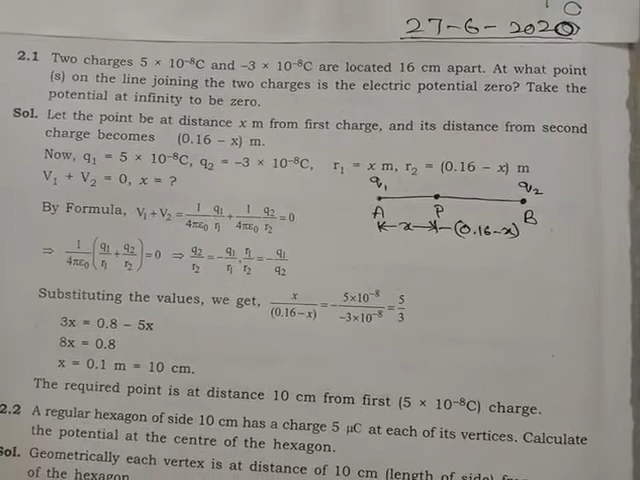 27-6-2020
2.1 Two charges 5 × 10⁻⁸C and –3 × 10⁻⁸C are located 16 cm apart. At what point
(s) on the line joining the two charges is the electric potential zero? Take the
potential at infinity to be zero.
Sol. Let the point be at distance x m from first charge, and its distance from second
charge becomes (0.16 – x) m.
Now, q₁ = 5 × 10⁻⁸C, q₂ = –3 × 10⁻⁸C, r₁ = x m, r₂ = (0.16 – x) m
V₁ + V₂ = 0, x = ?
q₁ q₂
A P B
x (0.16-x)
By Formula, V₁+V₂ = 1/4πε₀ q₁/r₁ + 1/4πε₀ q₂/r₂ = 0
⇒ 1/4πε₀ (q₁/r₁ + q₂/r₂) = 0 ⇒ q₂/r₂ = –q₁/r₁, r₁/r₂ = –q₁/q₂
Substituting the values, we get, x/(0.16–x) = –5×10⁻⁸/–3×10⁻⁸ = 5/3
3x = 0.8 – 5x
8x = 0.8
x = 0.1 m = 10 cm.
The required point is at distance 10 cm from first (5 × 10⁻⁸C) charge.
2.2 A regular hexagon of side 10 cm has a charge 5 μC at each of its vertices. Calculate
the potential at the centre of the hexagon.
Sol. Geometrically each vertex is at distance of 10 cm (length of side)
of the hexagon